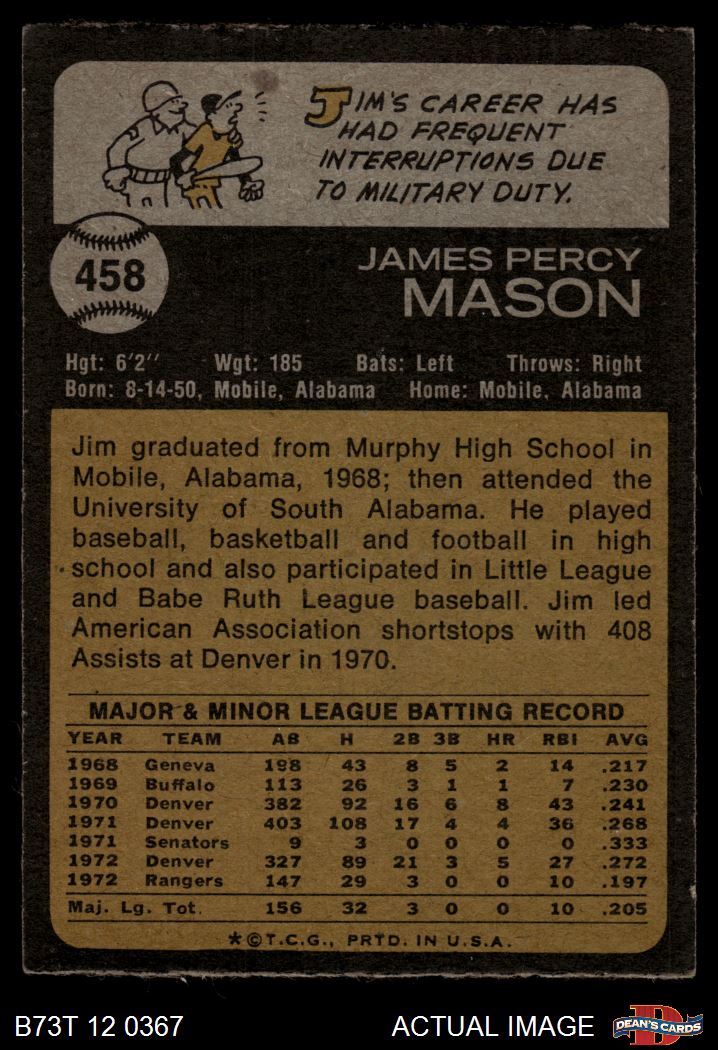 JIM'S CAREER HAS
HAD FREQUENT
INTERRUPTIONS DUE
TO MILITARY DUTY.
458
JAMES PERCY
MASON
Hgt: 6'2" Wgt: 185 Bats: Left Throws: Right
Born: 8-14-50, Mobile, Alabama Home: Mobile, Alabama
Jim graduated from Murphy High School in
Mobile, Alabama, 1968; then attended the
University of South Alabama. He played
baseball, basketball and football in high
school and also participated in Little League
and Babe Ruth League baseball. Jim led
American Association shortstops with 408
Assists at Denver in 1970.
MAJOR & MINOR LEAGUE BATTING RECORD
YEAR TEAM AB H 2B 3B HR RBI AVG
1968 Geneva 198 43 8 5 2 14 .217
1969 Buffalo 113 26 3 1 1 7 .230
1970 Denver 382 92 16 6 8 43 .241
1971 Denver 403 108 17 4 4 36 .268
1971 Senators 9 3 0 0 0 0 .333
1972 Denver 327 89 21 3 5 27 .272
1972 Rangers 147 29 3 0 0 10 .197
Maj. Lg. Tot. 156 32 3 0 0 10 .205
*©T.C.G., PRTD. IN U.S.A.
B73T 12 0367 ACTUAL IMAGE DEAN'S CARDS